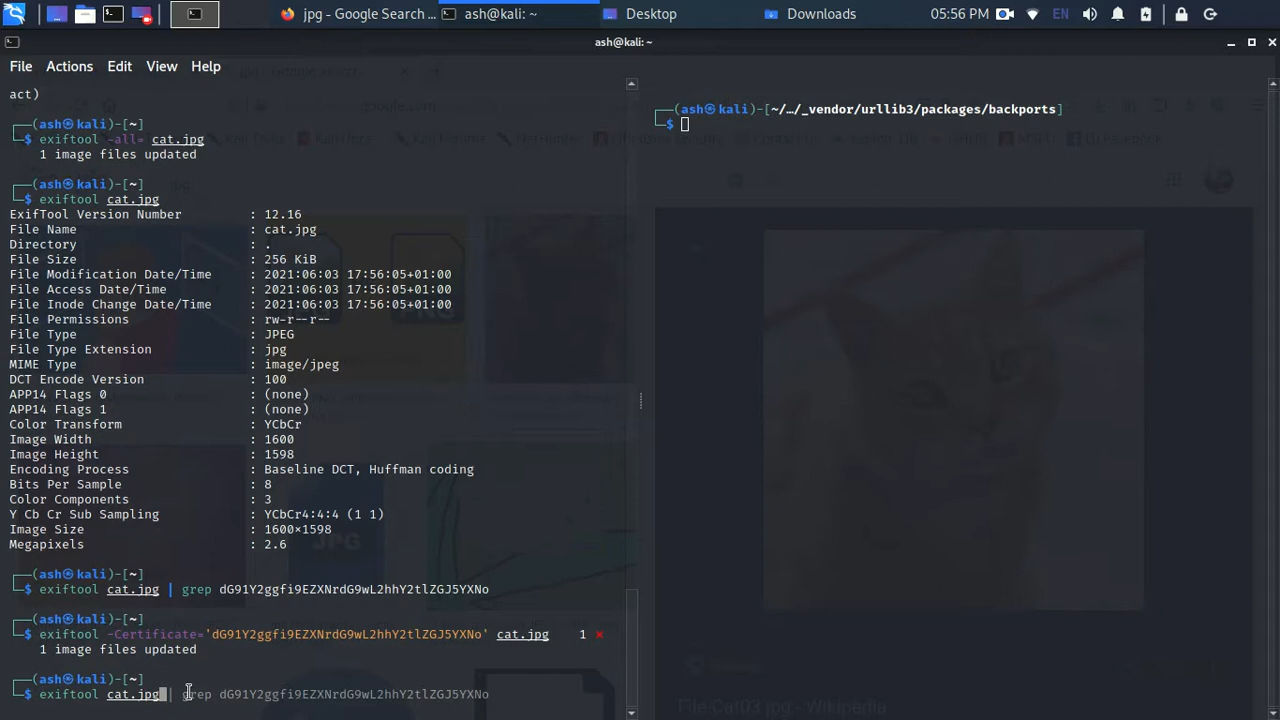 jpg - Google Search ...
ash@kali: ~
Desktop
Downloads
05:56 PM
EN
ash@kali: ~
File Actions Edit View Help
act)
┌──(ash㉿kali)-[~]
└─$ exiftool -all= cat.jpg
1 image files updated
┌──(ash㉿kali)-[~]
└─$ exiftool cat.jpg
ExifTool Version Number : 12.16
File Name : cat.jpg
Directory : .
File Size : 256 KiB
File Modification Date/Time : 2021:06:03 17:56:05+01:00
File Access Date/Time : 2021:06:03 17:56:05+01:00
File Inode Change Date/Time : 2021:06:03 17:56:05+01:00
File Permissions : rw-r--r--
File Type : JPEG
File Type Extension : jpg
MIME Type : image/jpeg
DCT Encode Version : 100
APP14 Flags 0 : (none)
APP14 Flags 1 : (none)
Color Transform : YCbCr
Image Width : 1600
Image Height : 1598
Encoding Process : Baseline DCT, Huffman coding
Bits Per Sample : 8
Color Components : 3
Y Cb Cr Sub Sampling : YCbCr4:4:4 (1 1)
Image Size : 1600×1598
Megapixels : 2.6
┌──(ash㉿kali)-[~]
└─$ exiftool cat.jpg | grep dG91Y2ggfi9EZXNrdG9wL2hhY2tlZGJ5YXNo
┌──(ash㉿kali)-[~]
└─$ exiftool -Certificate='dG91Y2ggfi9EZXNrdG9wL2hhY2tlZGJ5YXNo' cat.jpg 1 ⨯
1 image files updated
┌──(ash㉿kali)-[~]
└─$ exiftool cat.jpg | grep dG91Y2ggfi9EZXNrdG9wL2hhY2tlZGJ5YXNo
┌──(ash㉿kali)-[~/…/_vendor/urllib3/packages/backports]
└─$
File:Cat03.jpg - Wikipedia